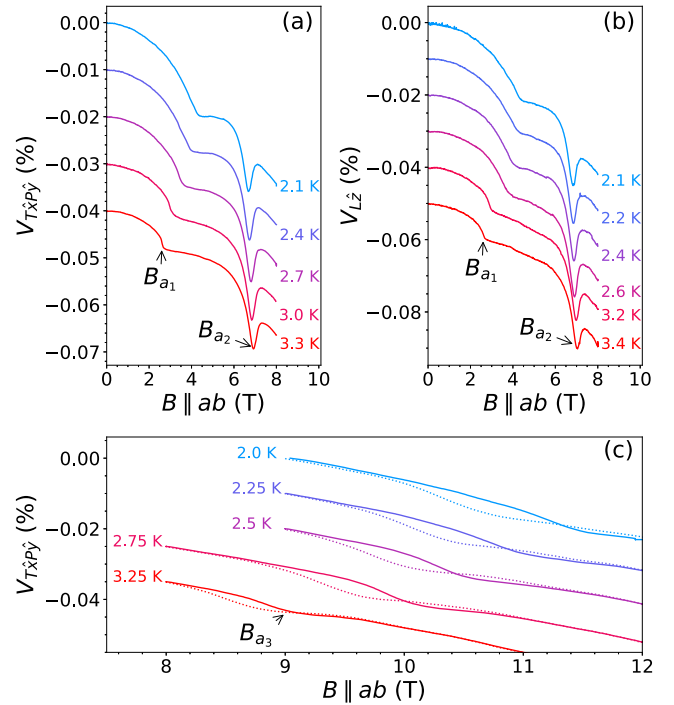 (a)
0.00
−0.01
−0.02
−0.03
−0.04
−0.05
−0.06
−0.07
V_{Tx̂Pŷ} (%)
2.1 K
2.4 K
2.7 K
3.0 K
3.3 K
B_{a_1}
B_{a_2}
0 2 4 6 8 10
B ∥ ab (T)
(b)
0.00
−0.02
−0.04
−0.06
−0.08
V_{Lẑ} (%)
2.1 K
2.2 K
2.4 K
2.6 K
3.2 K
3.4 K
B_{a_1}
B_{a_2}
0 2 4 6 8 10
B ∥ ab (T)
(c)
0.00
−0.02
−0.04
V_{Tx̂Pŷ} (%)
2.0 K
2.25 K
2.5 K
2.75 K
3.25 K
B_{a_3}
8 9 10 11 12
B ∥ ab (T)